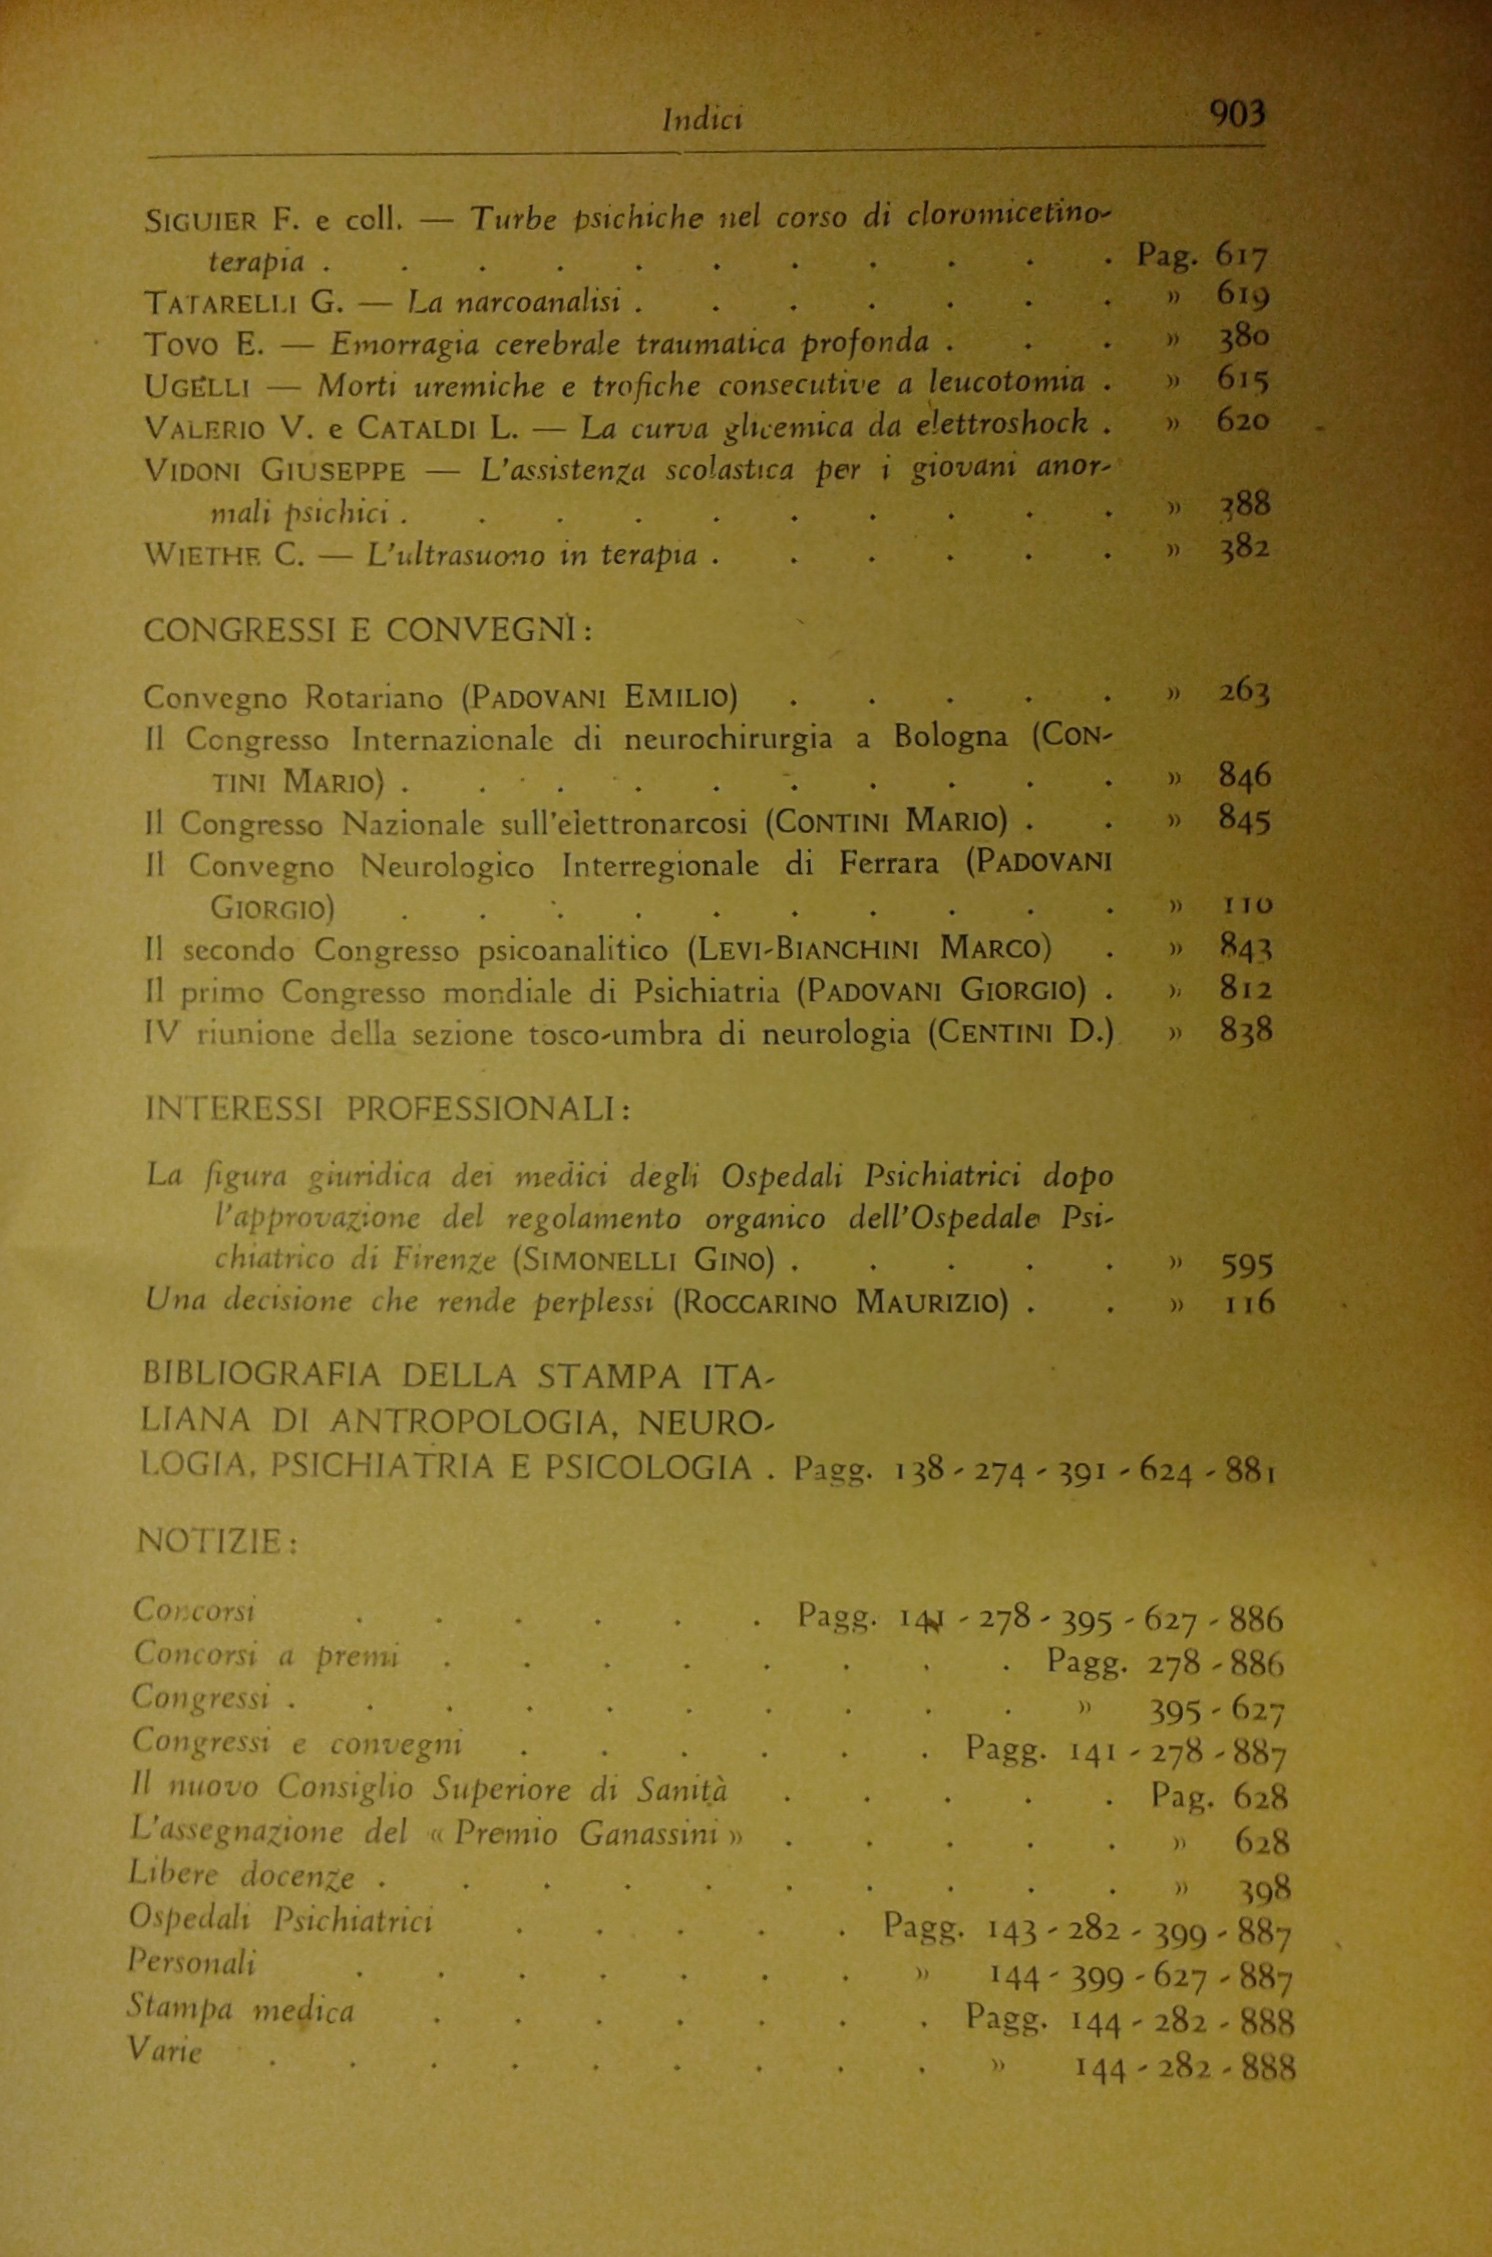 Indici 903
SIGUIER F. e coll. — Turbe psichiche nel corso di cloromicetino-
terapia . . . . . . . . . . . Pag. 617
TATARELLI G. — La narcoanalisi . . . . . . . » 619
TOVO E. — Emorragia cerebrale traumatica profonda . . . » 380
UGELLI — Morti uremiche e trofiche consecutive a leucotomia . » 615
VALERIO V. e CATALDI L. — La curva glicemica da elettroshock . » 620
VIDONI GIUSEPPE — L'assistenza scolastica per i giovani anor-
mali psichici . . . . . . . . . . » 388
WIETHE C. — L'ultrasuono in terapia . . . . . . » 382
CONGRESSI E CONVEGNI:
Convegno Rotariano (PADOVANI EMILIO) . . . . . » 263
Il Congresso Internazionale di neurochirurgia a Bologna (CON-
TINI MARIO) . . . . . . . . . . » 846
Il Congresso Nazionale sull'elettronarcosi (CONTINI MARIO) . . » 845
Il Convegno Neurologico Interregionale di Ferrara (PADOVANI
GIORGIO) . . . . . . . . . . » 110
Il secondo Congresso psicoanalitico (LEVI-BIANCHINI MARCO) . » 843
Il primo Congresso mondiale di Psichiatria (PADOVANI GIORGIO) . » 812
IV riunione della sezione tosco-umbra di neurologia (CENTINI D.) » 838
INTERESSI PROFESSIONALI:
La figura giuridica dei medici degli Ospedali Psichiatrici dopo
l'approvazione del regolamento organico dell'Ospedale Psi-
chiatrico di Firenze (SIMONELLI GINO) . . . . . » 595
Una decisione che rende perplessi (ROCCARINO MAURIZIO) . . » 116
BIBLIOGRAFIA DELLA STAMPA ITA-
LIANA DI ANTROPOLOGIA, NEURO-
LOGIA, PSICHIATRIA E PSICOLOGIA . Pagg. 138 - 274 - 391 - 624 - 881
NOTIZIE:
Concorsi . . . . . . Pagg. 141 - 278 - 395 - 627 - 886
Concorsi a premi . . . . . . . . Pagg. 278 - 886
Congressi . . . . . . . . . . » 395 - 627
Congressi e convegni . . . . . . Pagg. 141 - 278 - 887
Il nuovo Consiglio Superiore di Sanità . . . . . Pag. 628
L'assegnazione del « Premio Ganassini » . . . . . » 628
Libere docenze . . . . . . . . . . » 398
Ospedali Psichiatrici . . . . . Pagg. 143 - 282 - 399 - 887
Personali . . . . . . . » 144 - 399 - 627 - 887
Stampa medica . . . . . . . Pagg. 144 - 282 - 888
Varie . . . . . . . . . » 144 - 282 - 888